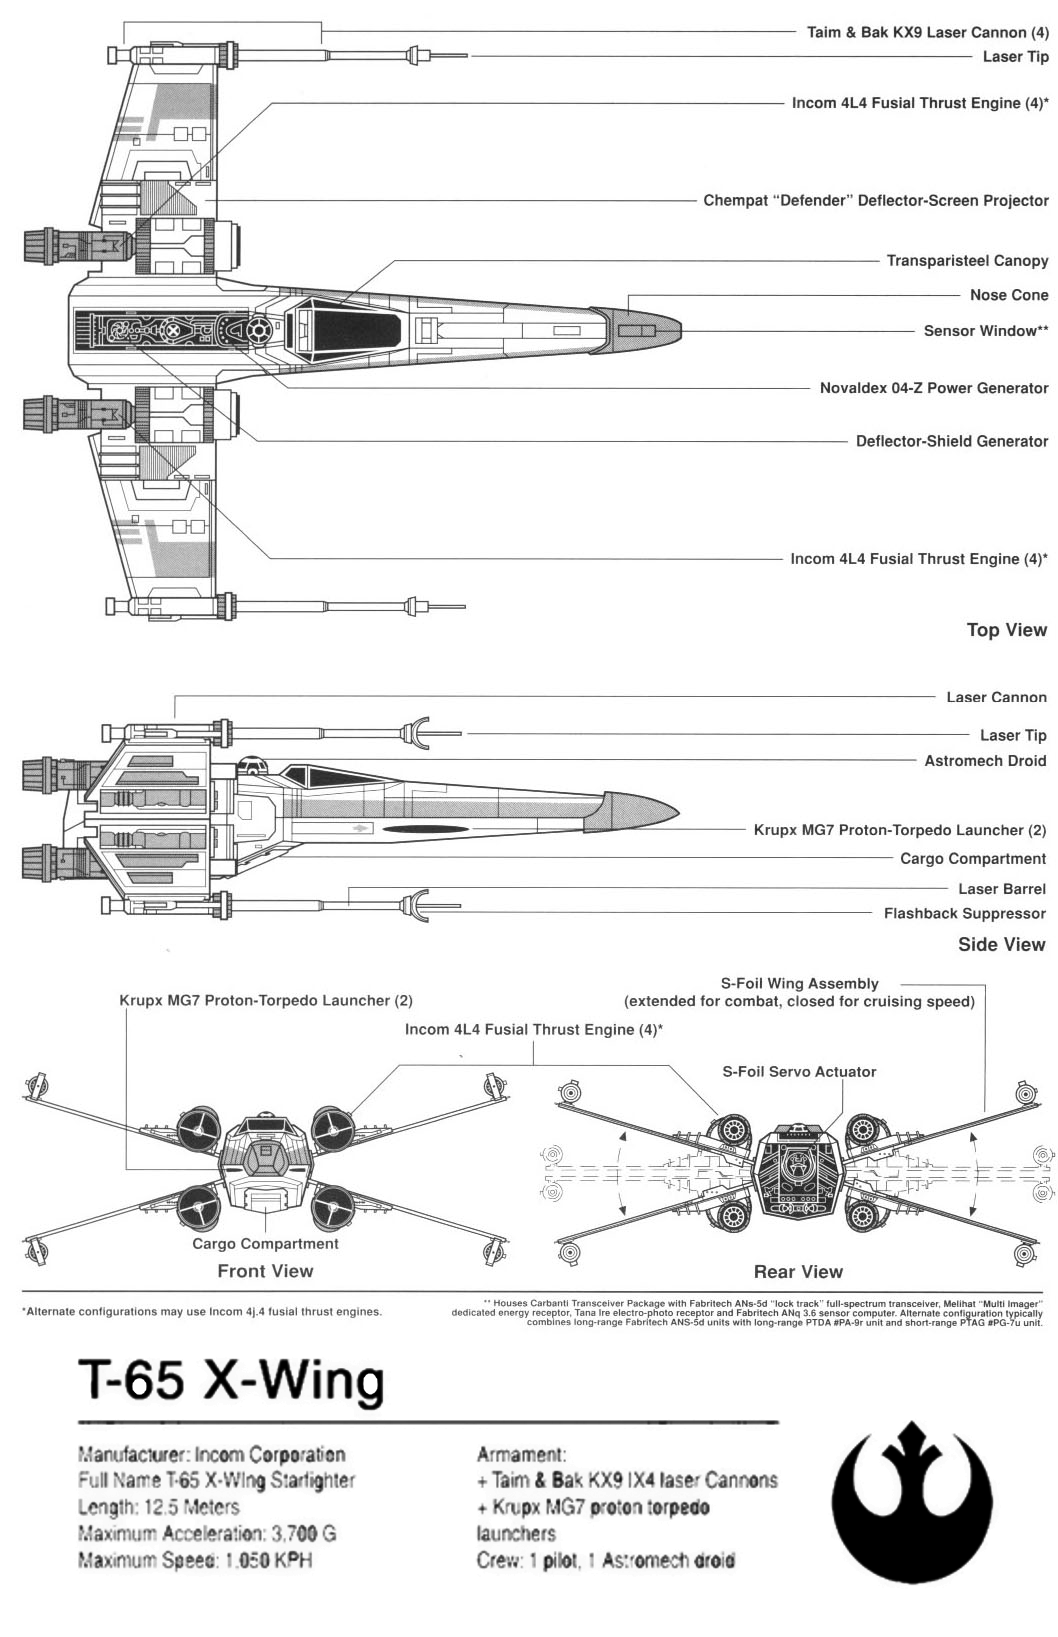 Taim & Bak KX9 Laser Cannon (4)
Laser Tip
Incom 4L4 Fusial Thrust Engine (4)*
Chempat “Defender” Deflector-Screen Projector
Transparisteel Canopy
Nose Cone
Sensor Window**
Novaldex 04-Z Power Generator
Deflector-Shield Generator
Incom 4L4 Fusial Thrust Engine (4)*
Top View
Laser Cannon
Laser Tip
Astromech Droid
Krupx MG7 Proton-Torpedo Launcher (2)
Cargo Compartment
Laser Barrel
Flashback Suppressor
Side View
Krupx MG7 Proton-Torpedo Launcher (2)
S-Foil Wing Assembly
(extended for combat, closed for cruising speed)
Incom 4L4 Fusial Thrust Engine (4)*
S-Foil Servo Actuator
Cargo Compartment
Front View
Rear View
*Alternate configurations may use Incom 4j.4 fusial thrust engines.
** Houses Carbanti Transceiver Package with Fabritech ANs-5d “lock track” full-spectrum transceiver, Melihat “Multi Imager”
dedicated energy receptor, Tana Ire electro-photo receptor and Fabritech ANq 3.6 sensor computer. Alternate configuration typically
combines long-range Fabritech ANS-5d units with long-range PTDA #PA-9r unit and short-range PTAG #PG-7u unit.
T-65 X-Wing
Manufacturer: Incom Corporation
Full Name T-65 X-Wing Starfighter
Length: 12.5 Meters
Maximum Acceleration: 3,700 G
Maximum Speed: 1,050 KPH
Armament:
+ Taim & Bak KX9 IX4 laser Cannons
+ Krupx MG7 proton torpedo
launchers
Crew: 1 pilot, 1 Astromech droid